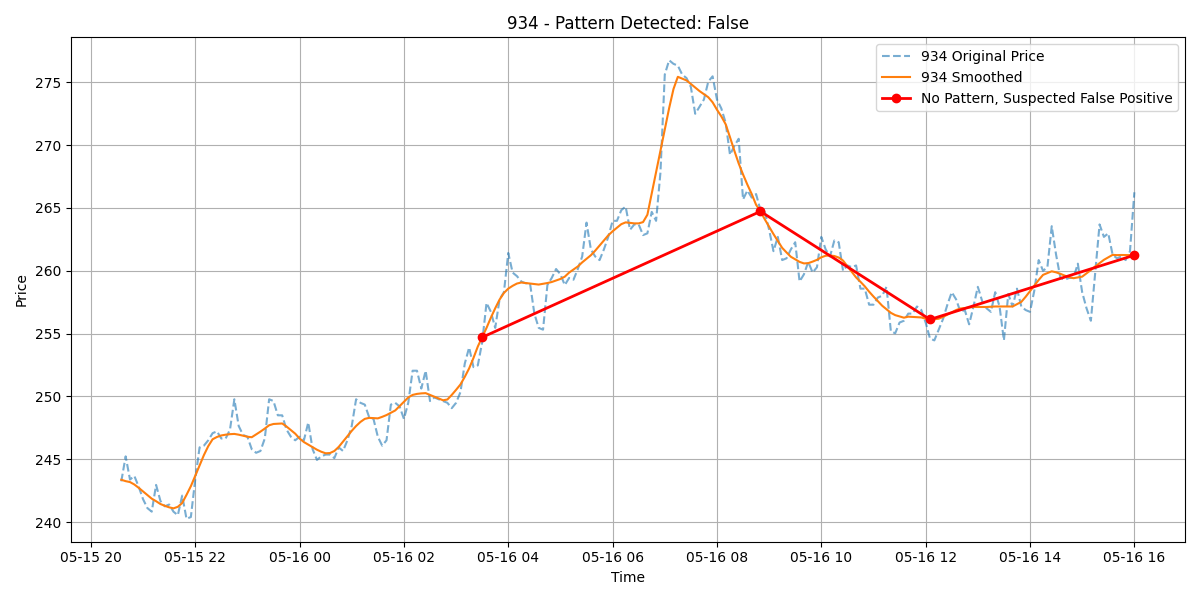 934 - Pattern Detected: False
934 Original Price
934 Smoothed
No Pattern, Suspected False Positive
Price
275
270
265
260
255
250
245
240
05-15 20 05-15 22 05-16 00 05-16 02 05-16 04 05-16 06 05-16 08 05-16 10 05-16 12 05-16 14 05-16 16
Time